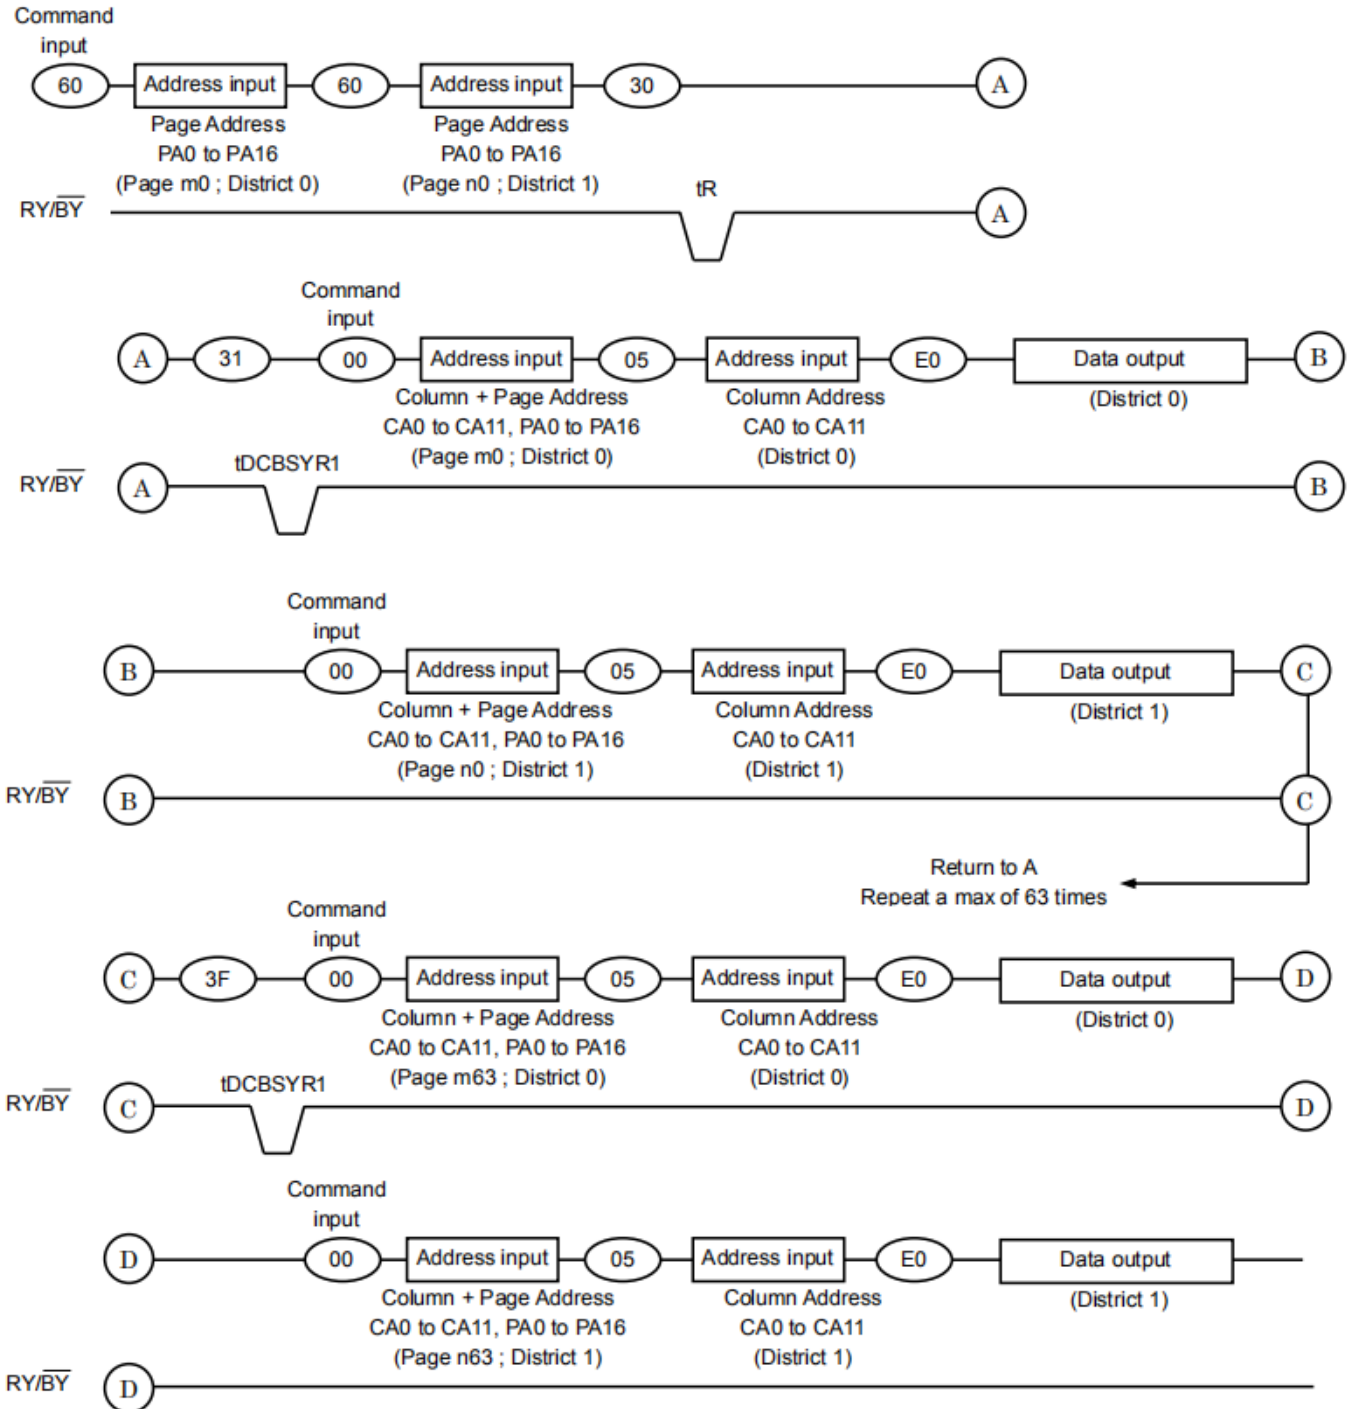 Command
input
60 Address input 60 Address input 30 A
Page Address Page Address
PA0 to PA16 PA0 to PA16
(Page m0 ; District 0) (Page n0 ; District 1) tR
RY/BY A
Command
input
A 31 00 Address input 05 Address input E0 Data output B
Column + Page Address Column Address (District 0)
CA0 to CA11, PA0 to PA16 CA0 to CA11
(Page m0 ; District 0) (District 0)
tDCBSYR1
RY/BY A B
Command
input
B 00 Address input 05 Address input E0 Data output C
Column + Page Address Column Address (District 1)
CA0 to CA11, PA0 to PA16 CA0 to CA11
(Page n0 ; District 1) (District 1)
RY/BY B C
Return to A
Repeat a max of 63 times
Command
input
C 3F 00 Address input 05 Address input E0 Data output D
Column + Page Address Column Address (District 0)
CA0 to CA11, PA0 to PA16 CA0 to CA11
(Page m63 ; District 0) (District 0)
tDCBSYR1
RY/BY C D
Command
input
D 00 Address input 05 Address input E0 Data output
Column + Page Address Column Address (District 1)
CA0 to CA11, PA0 to PA16 CA0 to CA11
(Page n63 ; District 1) (District 1)
RY/BY D